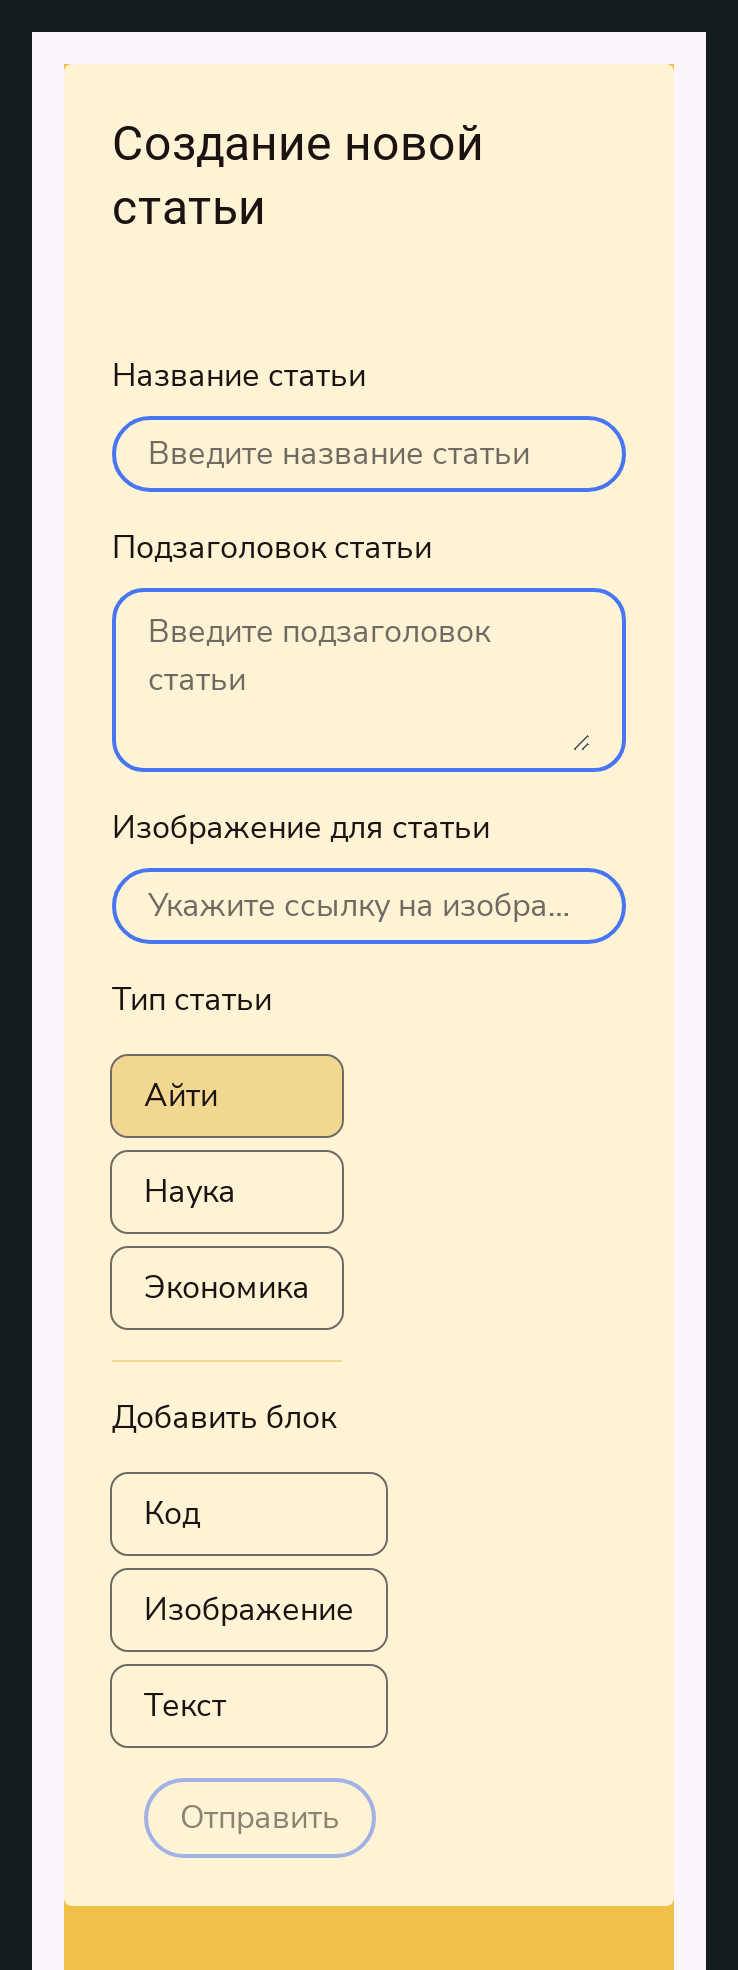 Создание новой
статьи
Название статьи
Введите название статьи
Подзаголовок статьи
Введите подзаголовок
статьи
Изображение для статьи
Укажите ссылку на изобра...
Тип статьи
Айти
Наука
Экономика
Добавить блок
Код
Изображение
Текст
Отправить